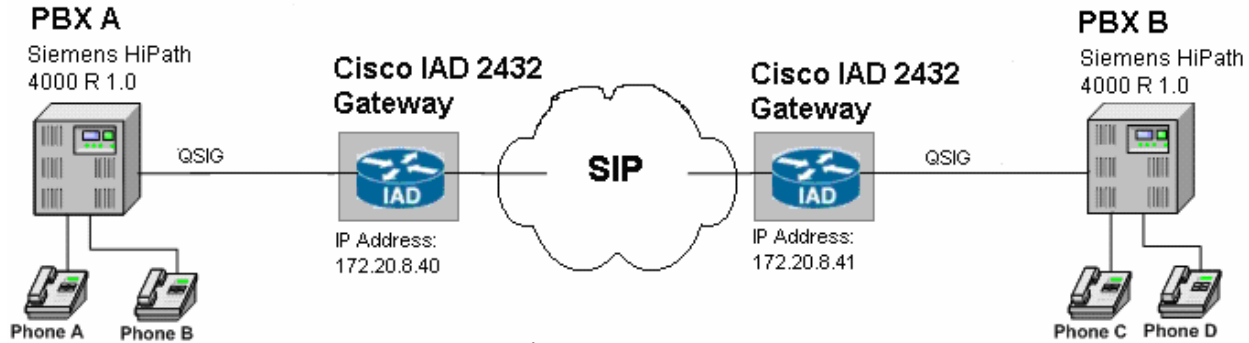 PBX A
Siemens HiPath
4000 R 1.0
QSIG
Phone A
Phone B
Cisco IAD 2432
Gateway
IAD
IP Address:
172.20.8.40
SIP
Cisco IAD 2432
Gateway
IAD
IP Address:
172.20.8.41
QSIG
PBX B
Siemens HiPath
4000 R 1.0
Phone C
Phone D